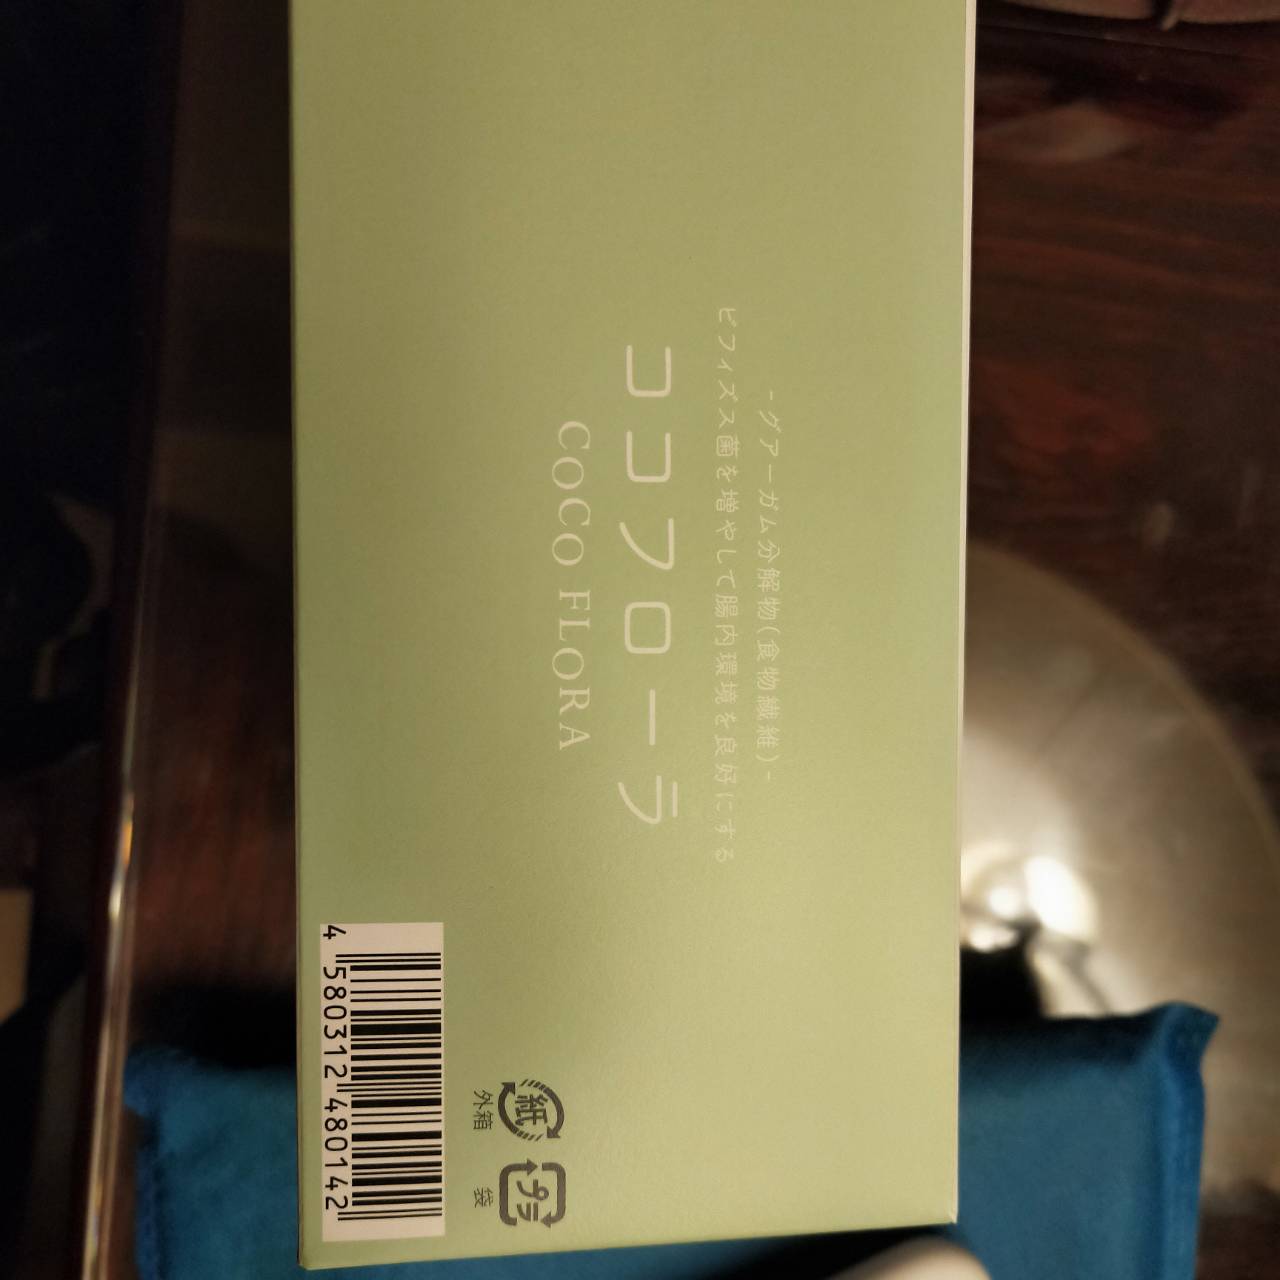 -グアーガム分解物(食物繊維)-
ビフィズス菌を増やして腸内環境を良好にする
ココフローラ
COCO FLORA
紙
外箱
プラ
袋
4 580312 480142